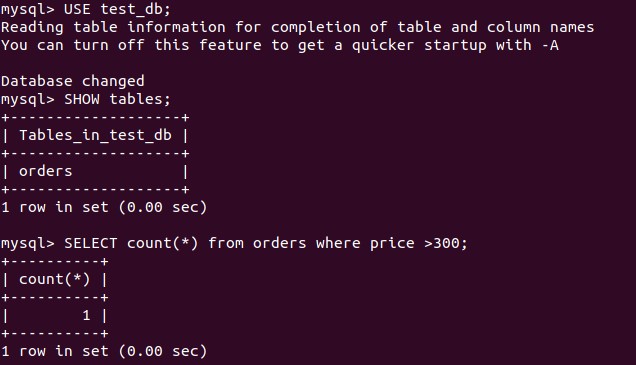 mysql> USE test_db;
Reading table information for completion of table and column names
You can turn off this feature to get a quicker startup with -A
Database changed
mysql> SHOW tables;
+-------------------+
| Tables_in_test_db |
+-------------------+
| orders            |
+-------------------+
1 row in set (0.00 sec)
mysql> SELECT count(*) from orders where price >300;
+----------+
| count(*) |
+----------+
|        1 |
+----------+
1 row in set (0.00 sec)